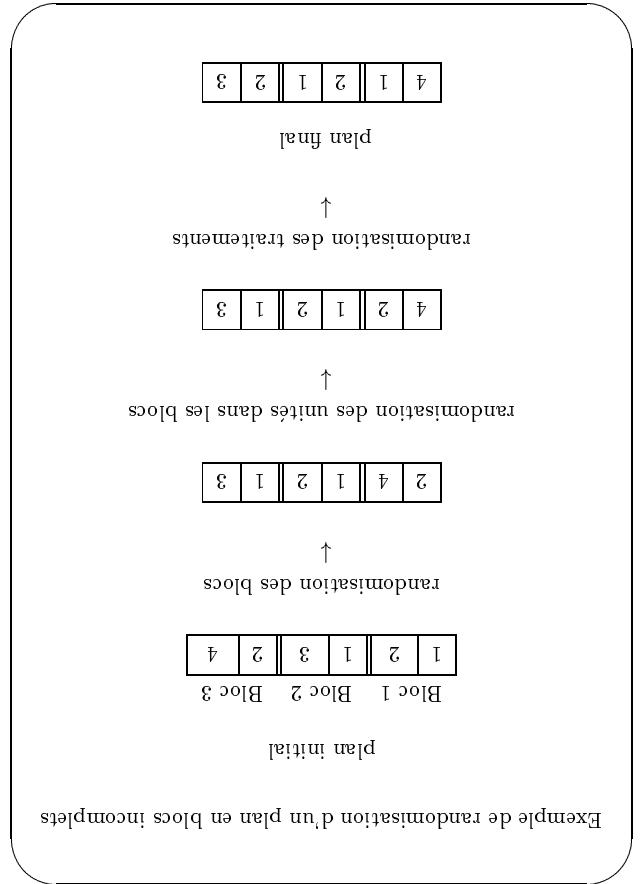 Exemple de randomisation d'un plan en blocs incomplets
plan initial
Bloc 1 Bloc 2 Bloc 3
1 2 1 3 2 4
randomisation des blocs
↓
2 4 1 2 1 3
randomisation des unités dans les blocs
↓
4 2 1 2 1 3
randomisation des traitements
↓
plan final
4 1 2 1 2 3